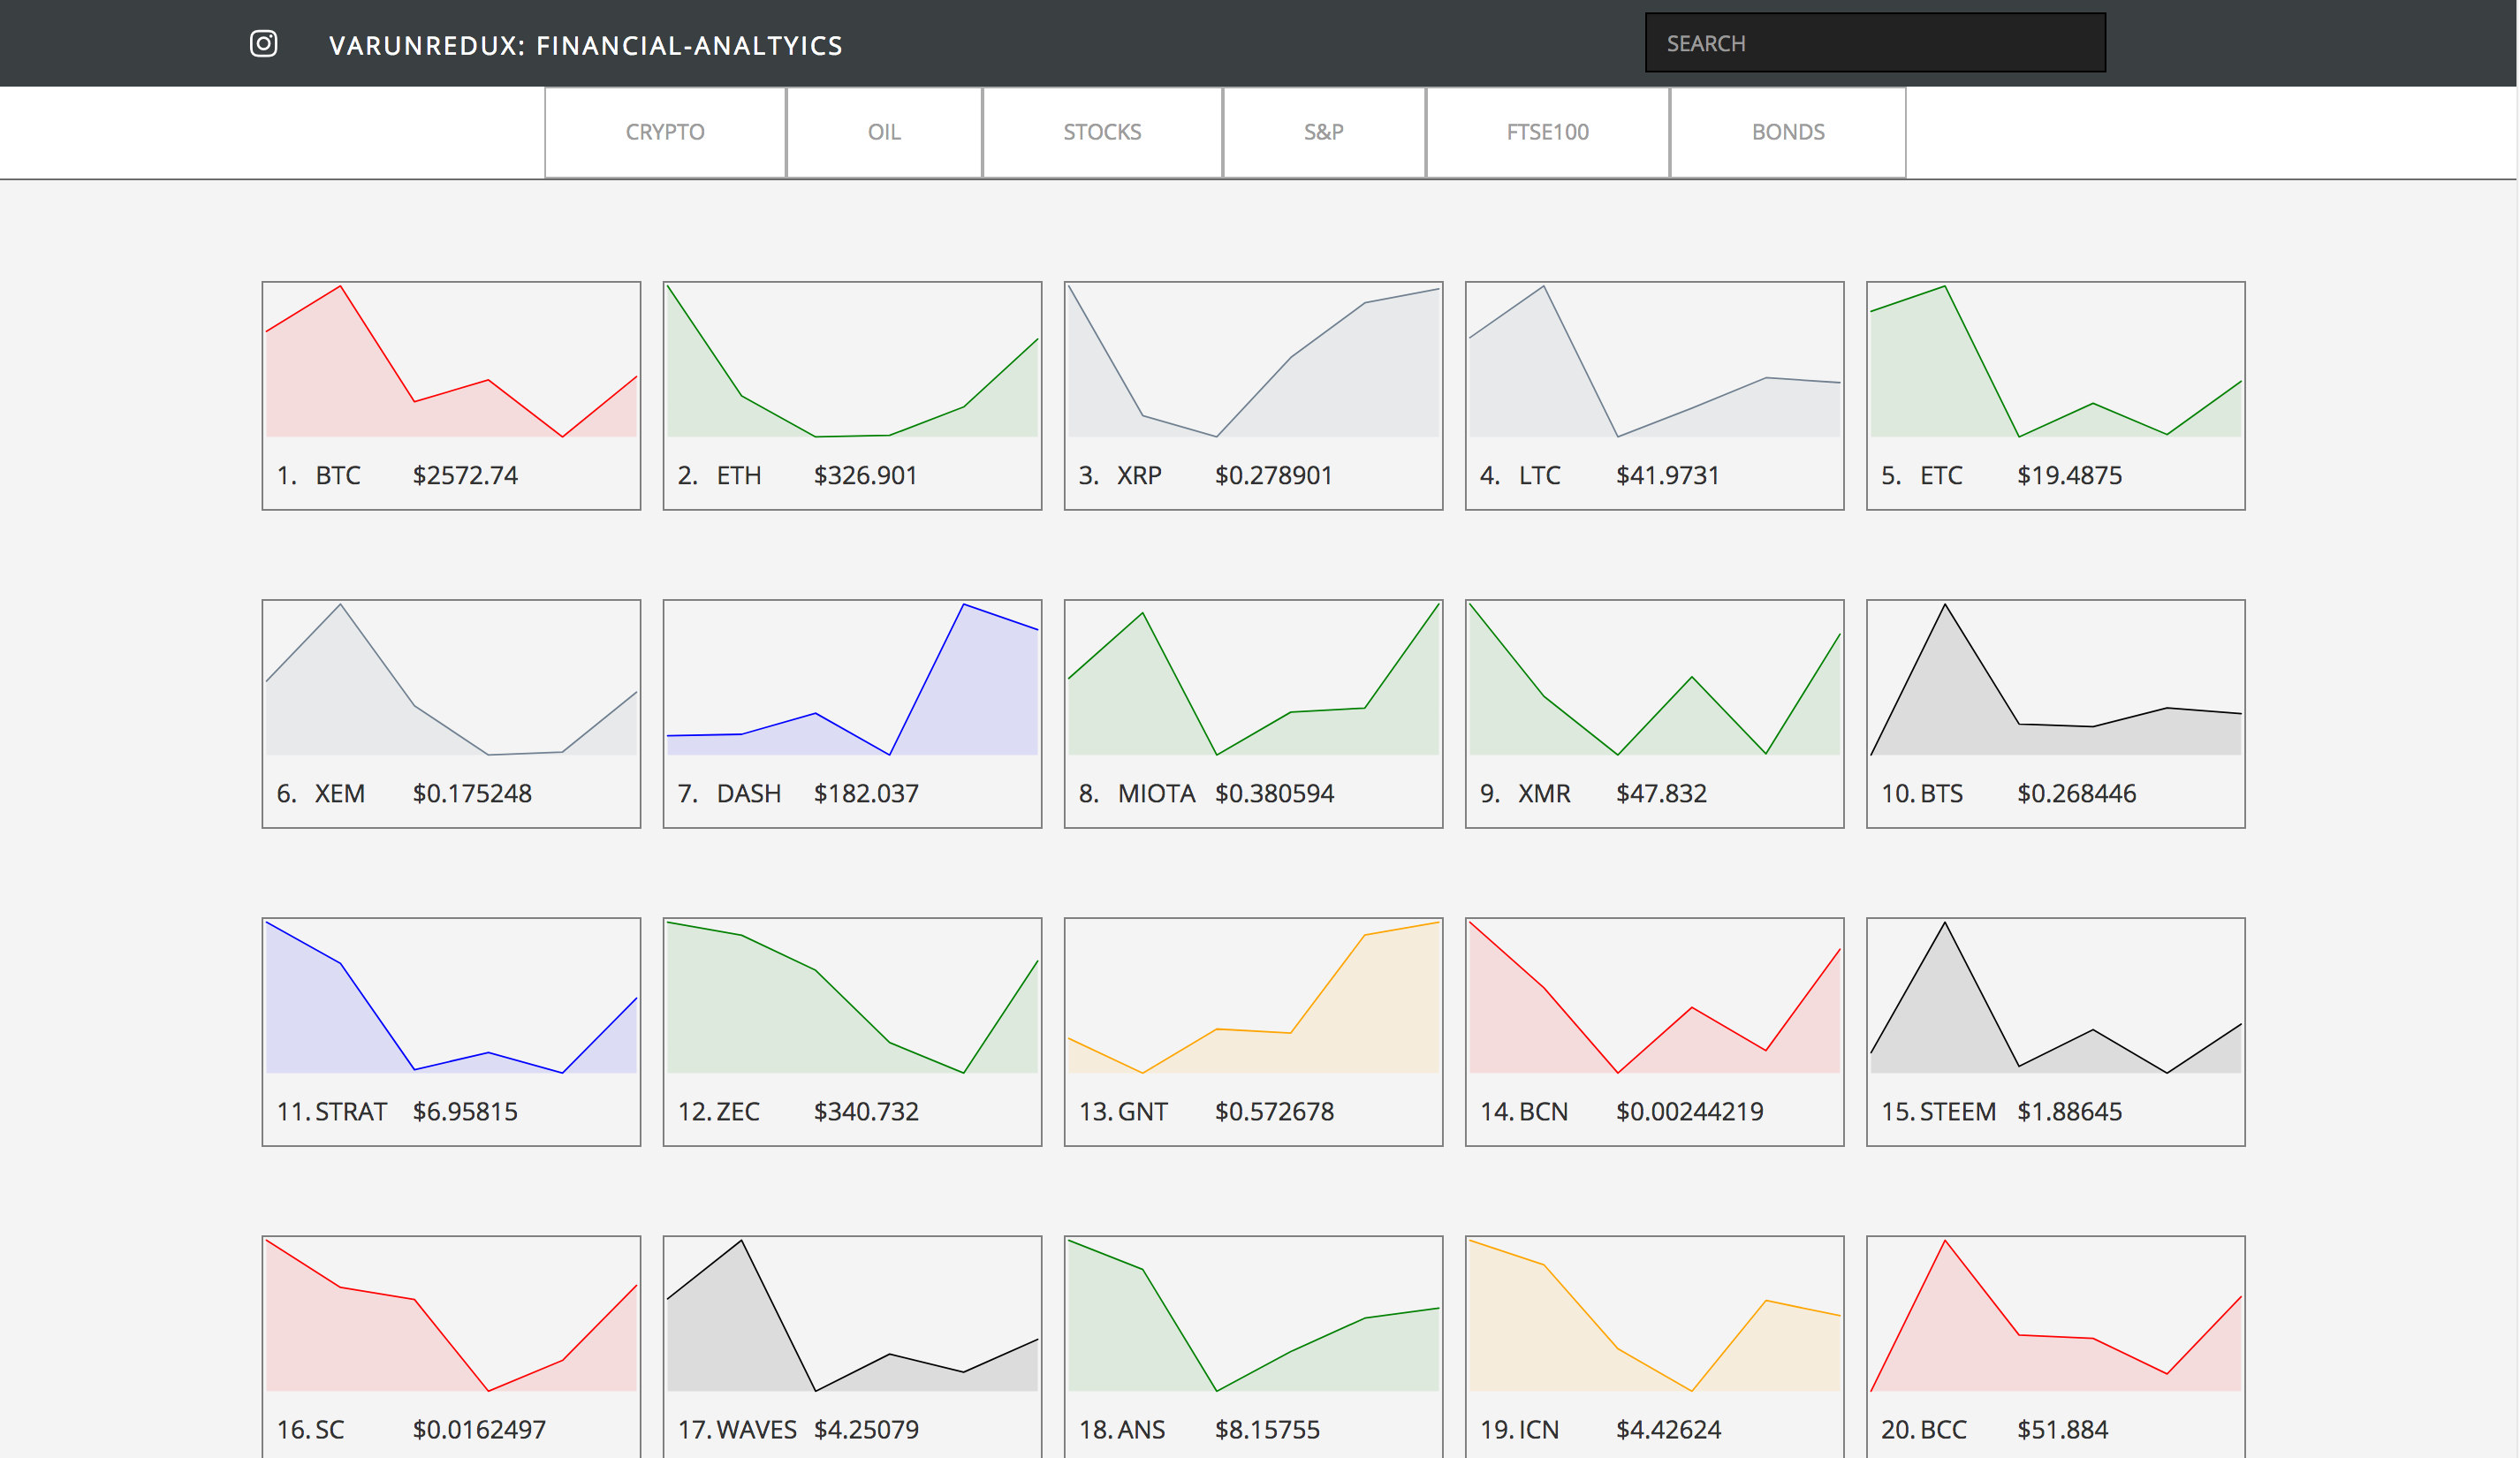 VARUNREDUX: FINANCIAL-ANALTYICS
SEARCH
CRYPTO OIL STOCKS S&P FTSE100 BONDS
1. BTC $2572.74 2. ETH $326.901 3. XRP $0.278901 4. LTC $41.9731 5. ETC $19.4875
6. XEM $0.175248 7. DASH $182.037 8. MIOTA $0.380594 9. XMR $47.832 10. BTS $0.268446
11. STRAT $6.95815 12. ZEC $340.732 13. GNT $0.572678 14. BCN $0.00244219 15. STEEM $1.88645
16. SC $0.0162497 17. WAVES $4.25079 18. ANS $8.15755 19. ICN $4.42624 20. BCC $51.884